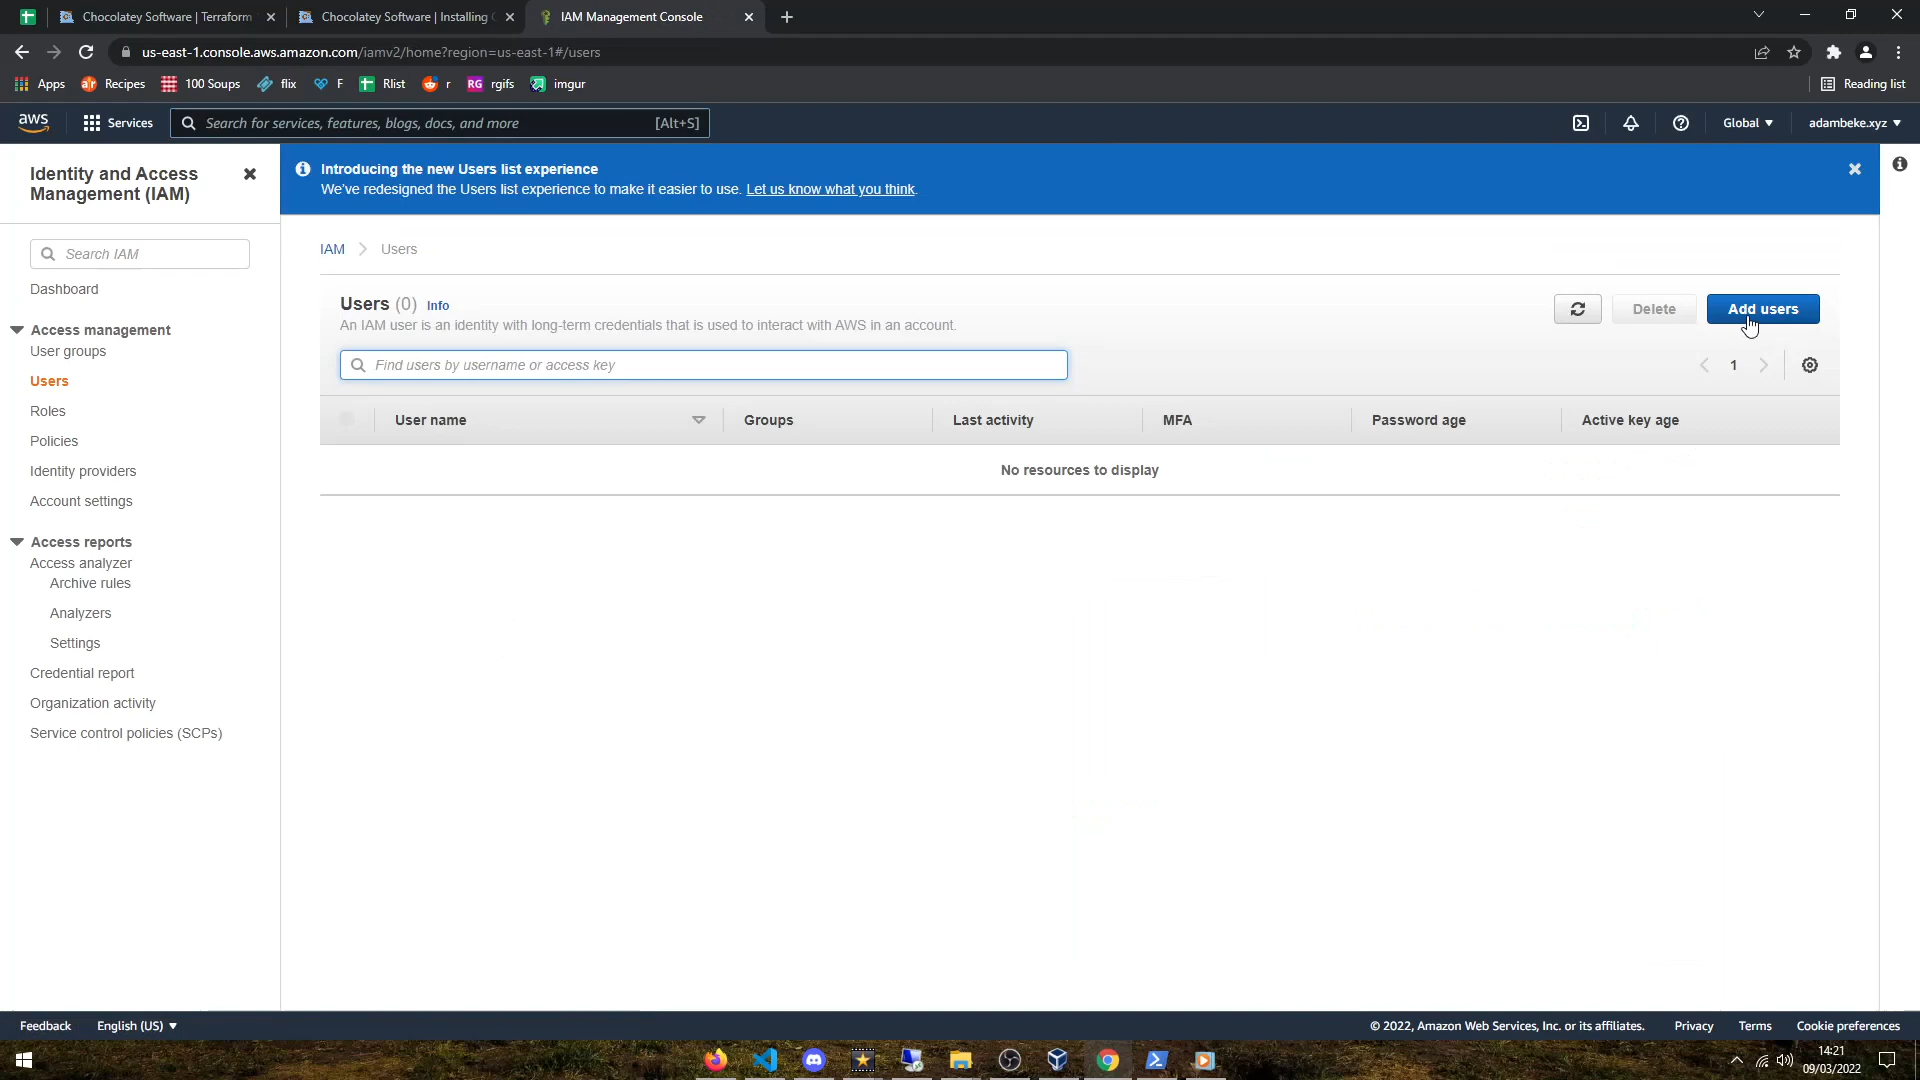 Chocolatey Software | Terraform
Chocolatey Software | Installing
IAM Management Console
us-east-1.console.aws.amazon.com/iamv2/home?region=us-east-1#/users
Apps
Recipes
100 Soups
flix
F
Rlist
r
RG rgifs
imgur
Reading list
aws
Services
Search for services, features, blogs, docs, and more [Alt+S]
Global
adambeke.xyz
Identity and Access
Management (IAM)
Search IAM
Dashboard
Access management
User groups
Users
Roles
Policies
Identity providers
Account settings
Access reports
Access analyzer
Archive rules
Analyzers
Settings
Credential report
Organization activity
Service control policies (SCPs)
Introducing the new Users list experience
We've redesigned the Users list experience to make it easier to use. Let us know what you think.
IAM Users
Users (0) Info
An IAM user is an identity with long-term credentials that is used to interact with AWS in an account.
Delete
Add users
Find users by username or access key
1
User name Groups Last activity MFA Password age Active key age
No resources to display
Feedback English (US)
© 2022, Amazon Web Services, Inc. or its affiliates. Privacy Terms Cookie preferences
14:21
09/03/2022